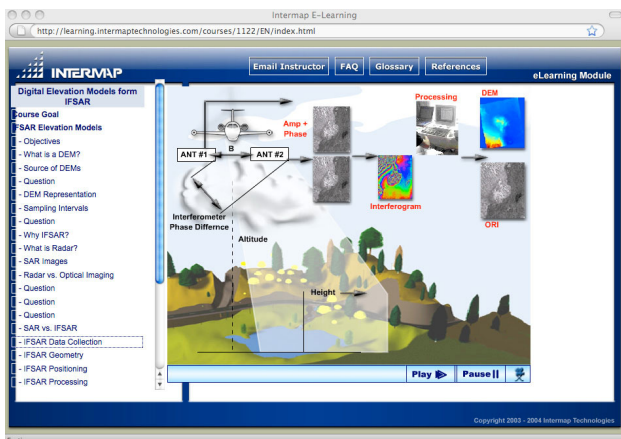 Intermap E-Learning
http://learning.intermaptechnologies.com/courses/1122/EN/index.html
INTERMAP
Email Instructor
FAQ
Glossary
References
eLearning Module
Digital Elevation Models form
IFSAR
Course Goal
FSAR Elevation Models
- Objectives
- What is a DEM?
- Source of DEMs
- Question
- DEM Representation
- Sampling Intervals
- Question
- Why IFSAR?
- What is Radar?
- SAR Images
- Radar vs. Optical Imaging
- Question
- Question
- Question
- SAR vs. IFSAR
- IFSAR Data Collection
- IFSAR Geometry
- IFSAR Positioning
- IFSAR Processing
Processing
DEM
Amp +
Phase
B
ANT #1
ANT #2
Interferogram
ORI
Interferometer
Phase Differnce
Altitude
Height
Play
Pause
Copyright 2003 - 2004 Intermap Technologies